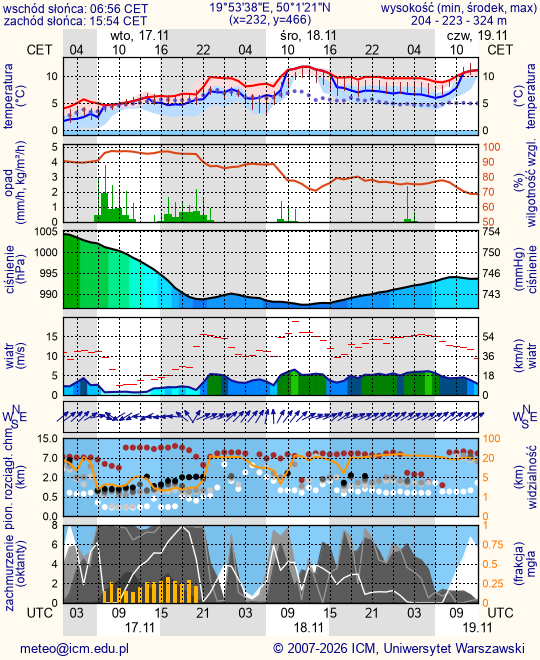 wschód słońca: 06:56 CET
zachód słońca: 15:54 CET
19°53'38"E, 50°1'21"N
(x=232, y=466)
wysokość (min, środek, max)
204 - 223 - 324 m
wto, 17.11 śro, 18.11 czw, 19.11
CET 04 10 16 22 04 10 16 22 04 10 CET
temperatura
(°C)
10
5
0
10
5
0
(°C)
temperatura
opad
(mm/h, kg/m²/h)
5
4
3
2
1
0
100
90
80
70
60
50
(%)
wilgotność wzgl.
ciśnienie
(hPa)
1005
1000
995
990
754
750
746
743
(mmHg)
ciśnienie
wiatr
(m/s)
15
10
5
0
54
36
18
0
(km/h)
wiatr
N
W E
S
N
W E
S
pion. rozciągł. chm.
(km)
15.0
7.0
2.0
0.5
0.0
100
20
5
1
0
(km)
widzialność
zachmurzenie
(oktanty)
8
6
4
2
0
1
0.75
0.5
0.25
0
(frakcja)
mgła
UTC 03 09 15 21 03 09 15 21 03 09 UTC
17.11 18.11 19.11
meteo@icm.edu.pl
© 2007-2026 ICM, Uniwersytet Warszawski